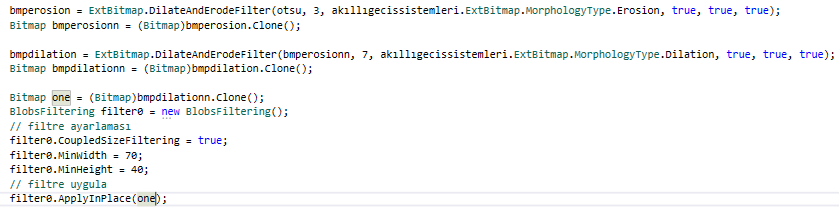 bmperosion = ExtBitmap.DilateAndErodeFilter(otsu, 3, akıllıgecissistemleri.ExtBitmap.MorphologyType.Erosion, true, true, true);
Bitmap bmperosionn = (Bitmap)bmperosion.Clone();
bmpdilation = ExtBitmap.DilateAndErodeFilter(bmperosionn, 7, akıllıgecissistemleri.ExtBitmap.MorphologyType.Dilation, true, true, true);
Bitmap bmpdilationn = (Bitmap)bmpdilation.Clone();
Bitmap one = (Bitmap)bmpdilationn.Clone();
BlobsFiltering filter0 = new BlobsFiltering();
// filtre ayarlaması
filter0.CoupledSizeFiltering = true;
filter0.MinWidth = 70;
filter0.MinHeight = 40;
// filtre uygula
filter0.ApplyInPlace(one);